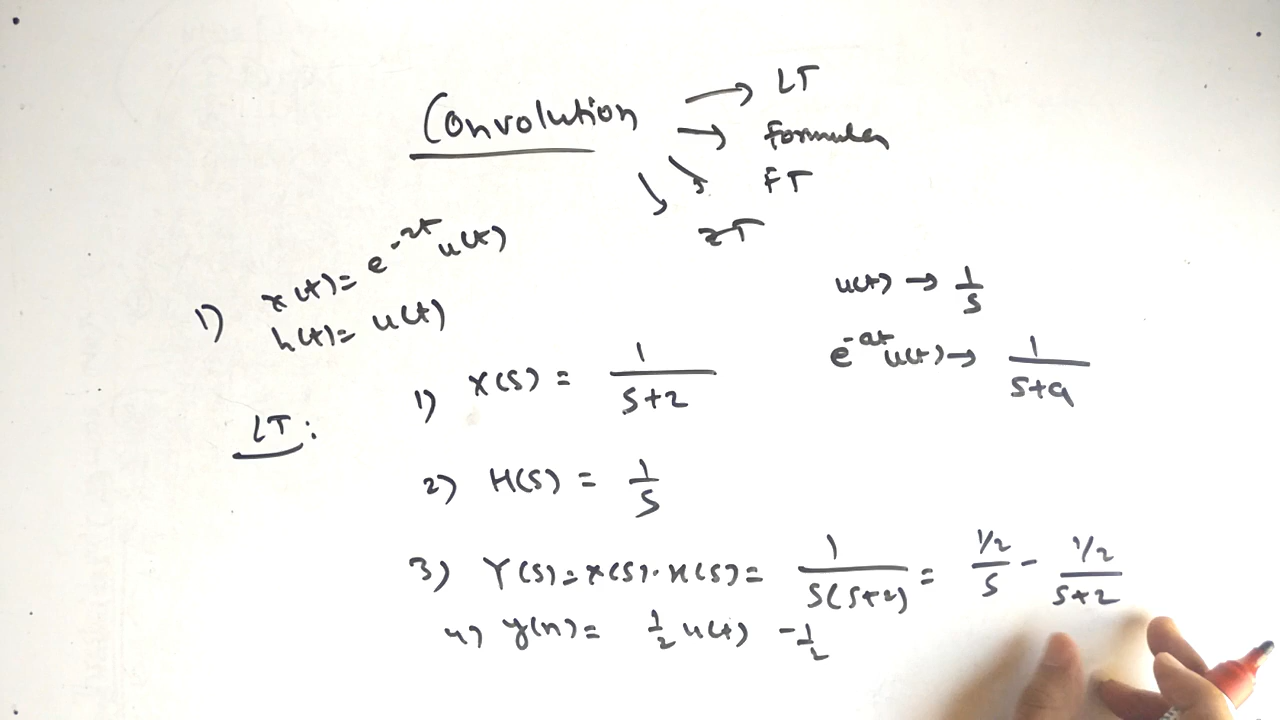 Convolution → LT
→ Formula
→ FT
→ ZT
1) x(t) = e^{-2t} u(t)
h(t) = u(t)
u(t) → 1/s
e^{-at} u(t) → 1/(s+a)
LT:
1) X(s) = 1/(s+2)
2) H(s) = 1/s
3) Y(s) = X(s) · H(s) = 1/(s(s+2)) = (1/2)/s - (1/2)/(s+2)
4) y(n) = 1/2 u(t) - 1/2